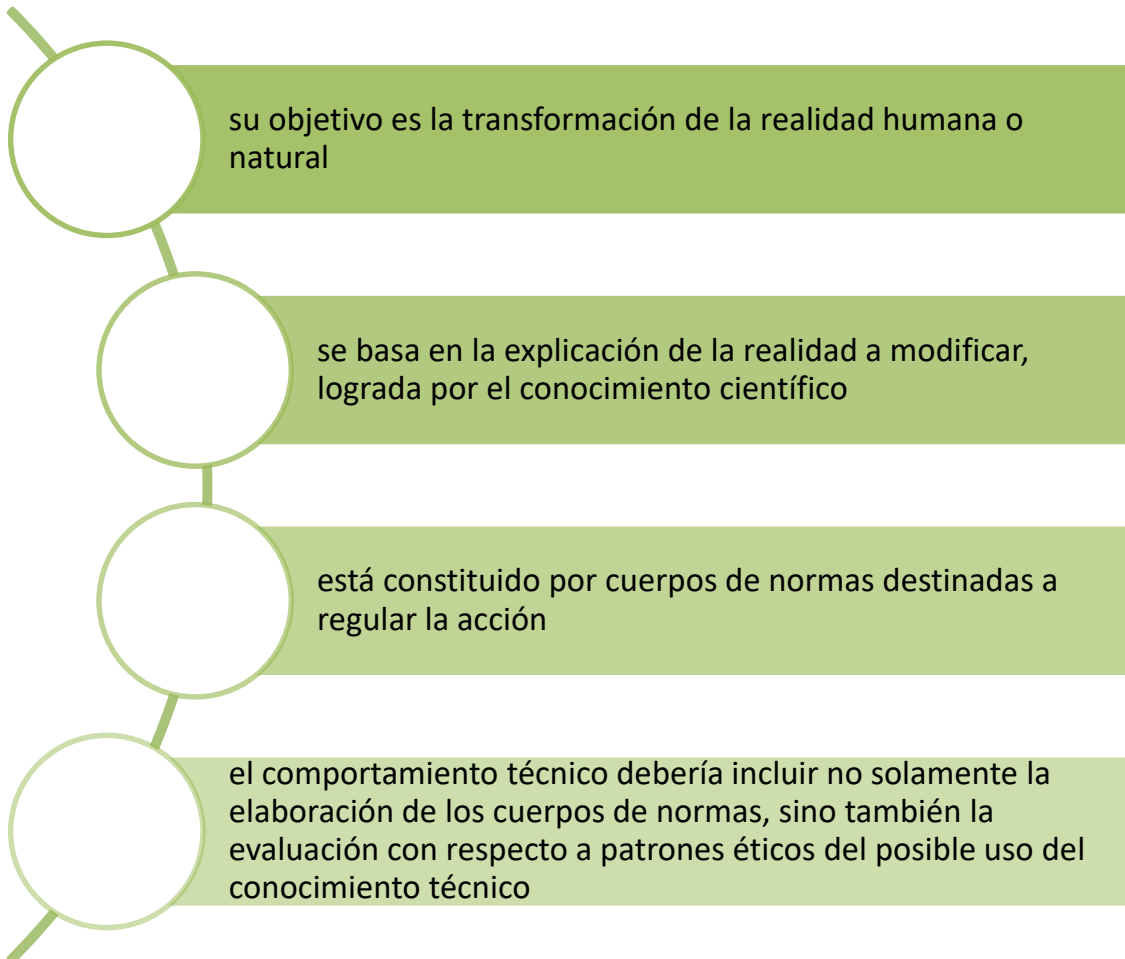 su objetivo es la transformación de la realidad humana o
natural
se basa en la explicación de la realidad a modificar,
lograda por el conocimiento científico
está constituido por cuerpos de normas destinadas a
regular la acción
el comportamiento técnico debería incluir no solamente la
elaboración de los cuerpos de normas, sino también la
evaluación con respecto a patrones éticos del posible uso del
conocimiento técnico